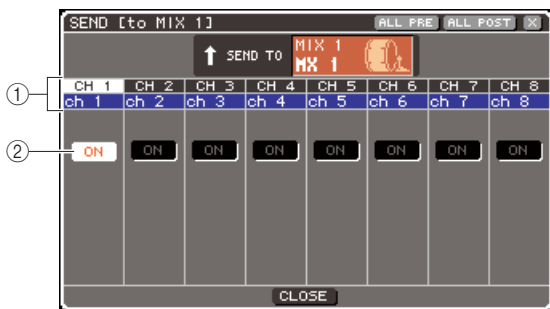 SEND [to MIX 1] ALL PRE ALL POST X
↑ SEND TO MIX 1
MX 1
① CH 1 CH 2 CH 3 CH 4 CH 5 CH 6 CH 7 CH 8
ch 1 ch 2 ch 3 ch 4 ch 5 ch 6 ch 7 ch 8
② ON ON ON ON ON ON ON ON
CLOSE